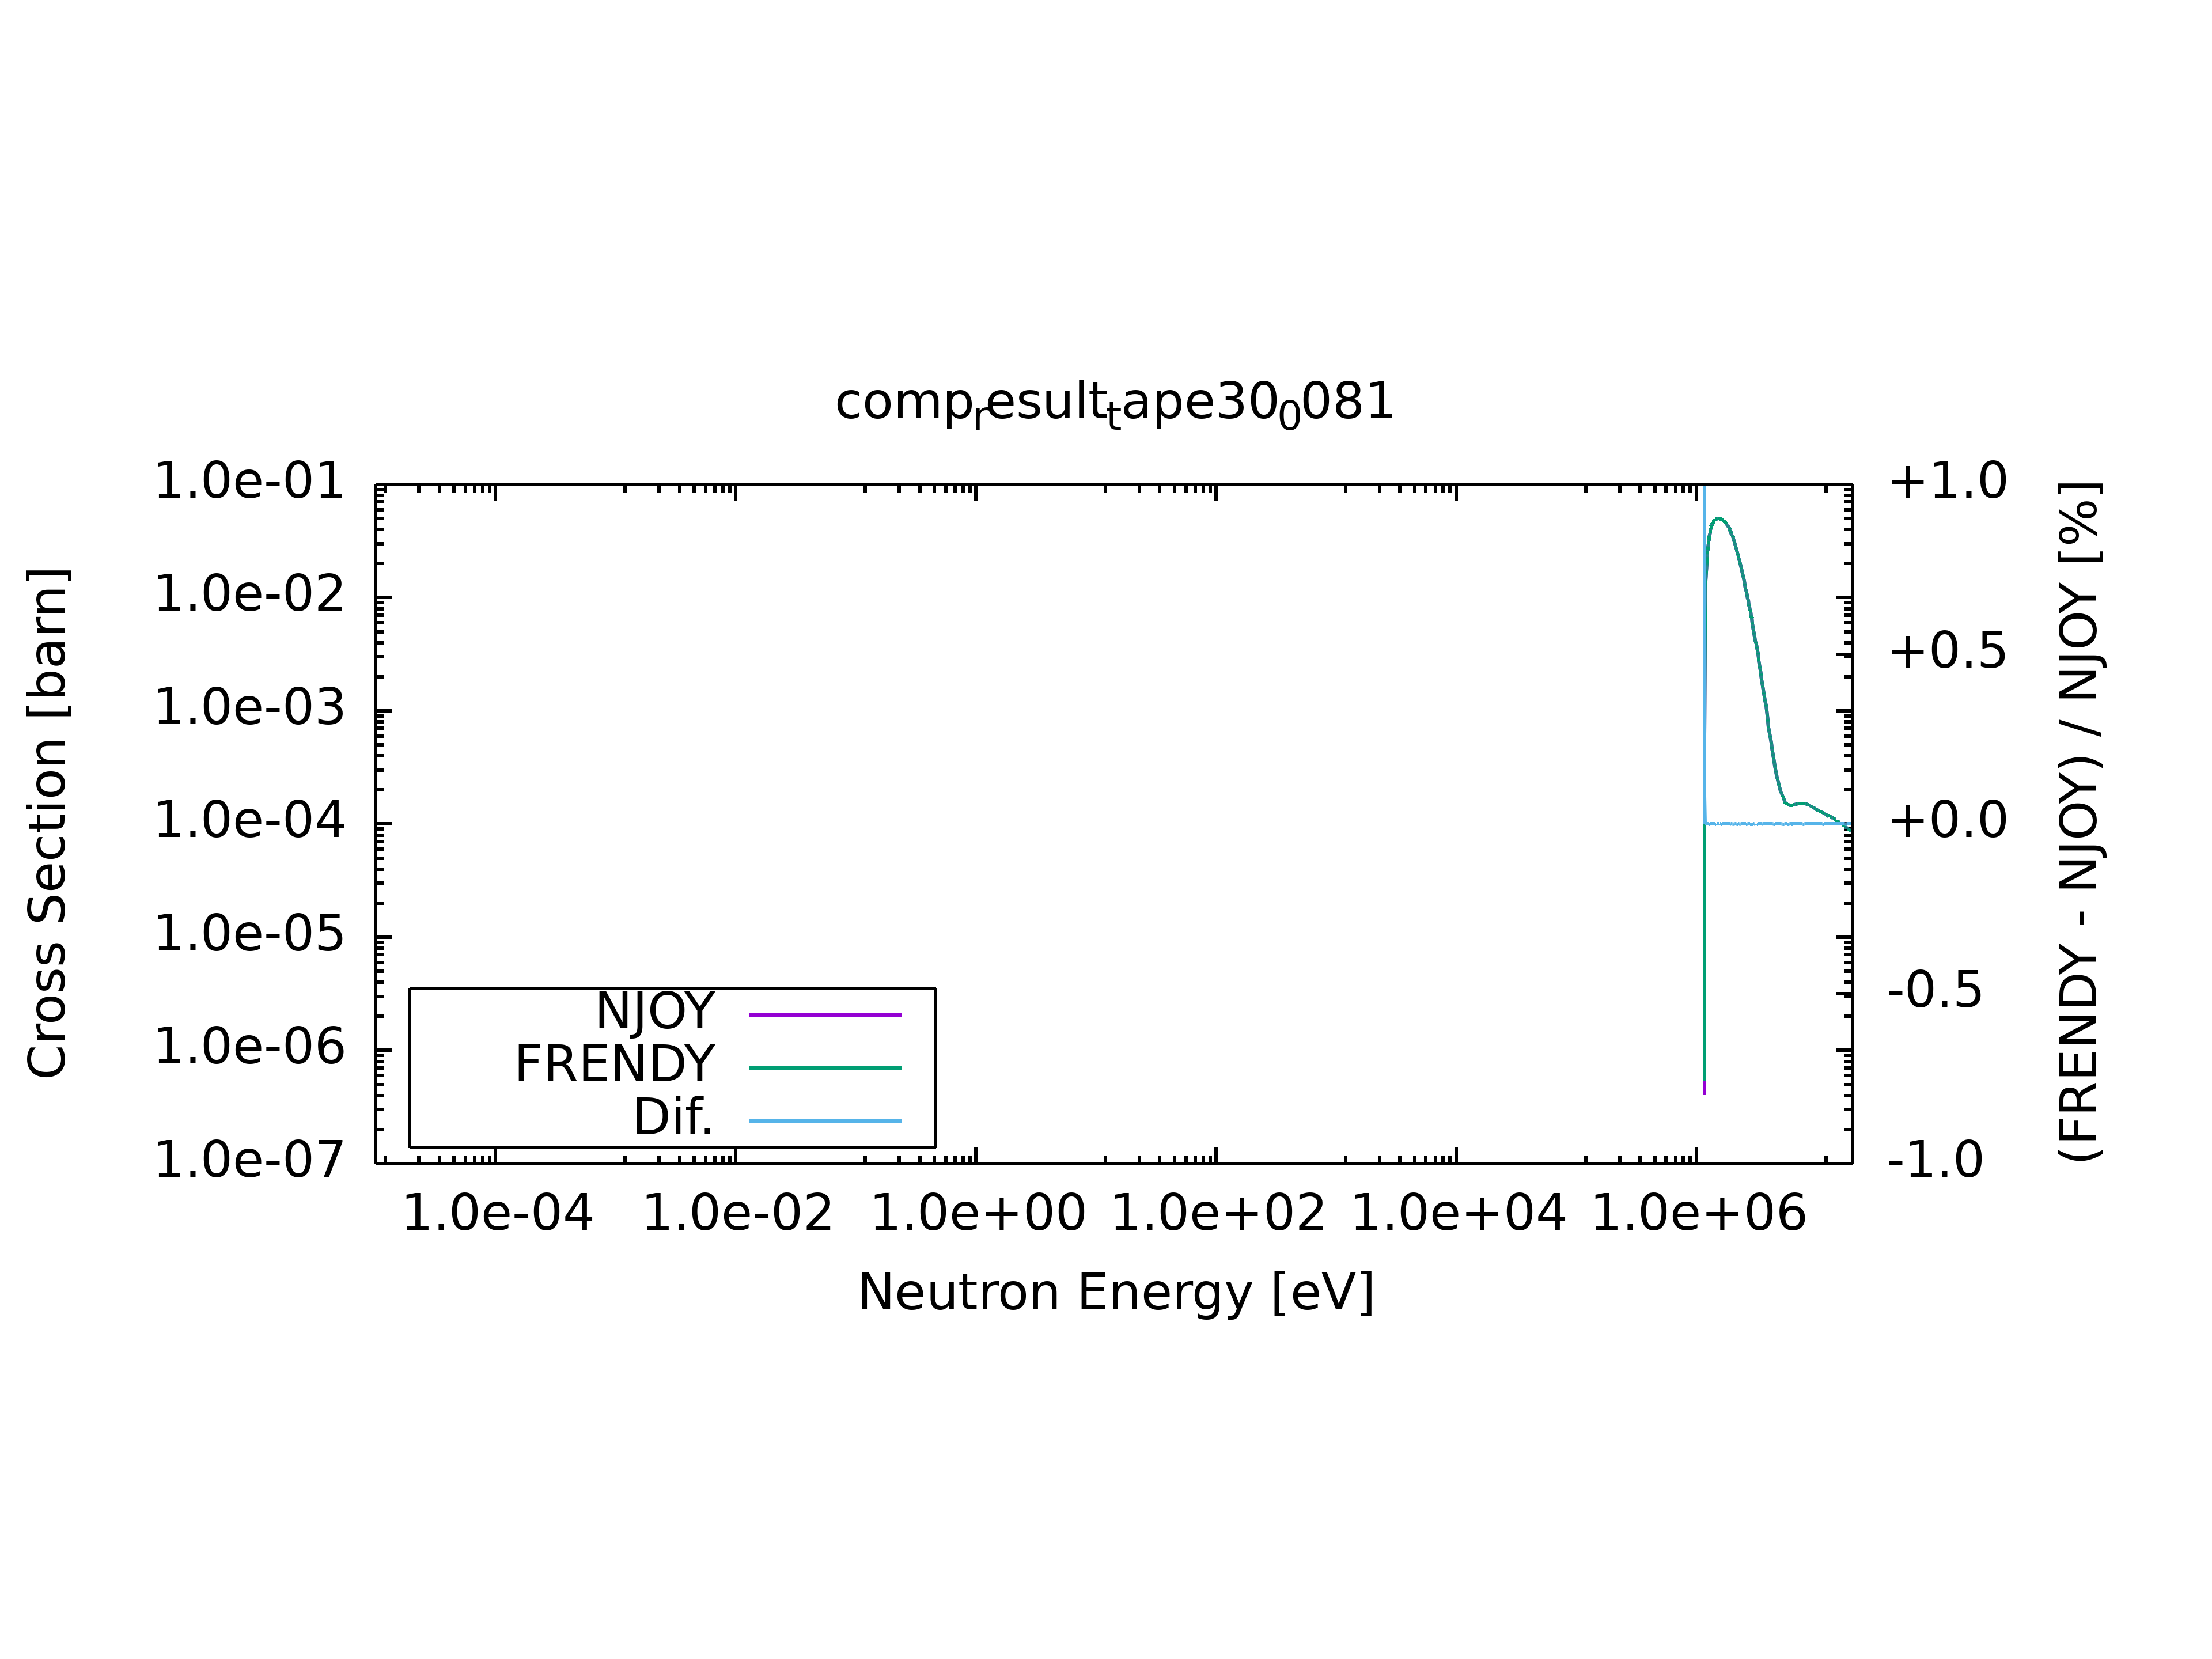 comp_resultt_tape30_0081
1.0e-01
1.0e-02
1.0e-03
1.0e-04
1.0e-05
1.0e-06
1.0e-07
Cross Section [barn]
+1.0
+0.5
+0.0
-0.5
-1.0
(FRENDY - NJOY) / NJOY [%]
NJOY
FRENDY
Dif.
1.0e-04 1.0e-02 1.0e+00 1.0e+02 1.0e+04 1.0e+06
Neutron Energy [eV]